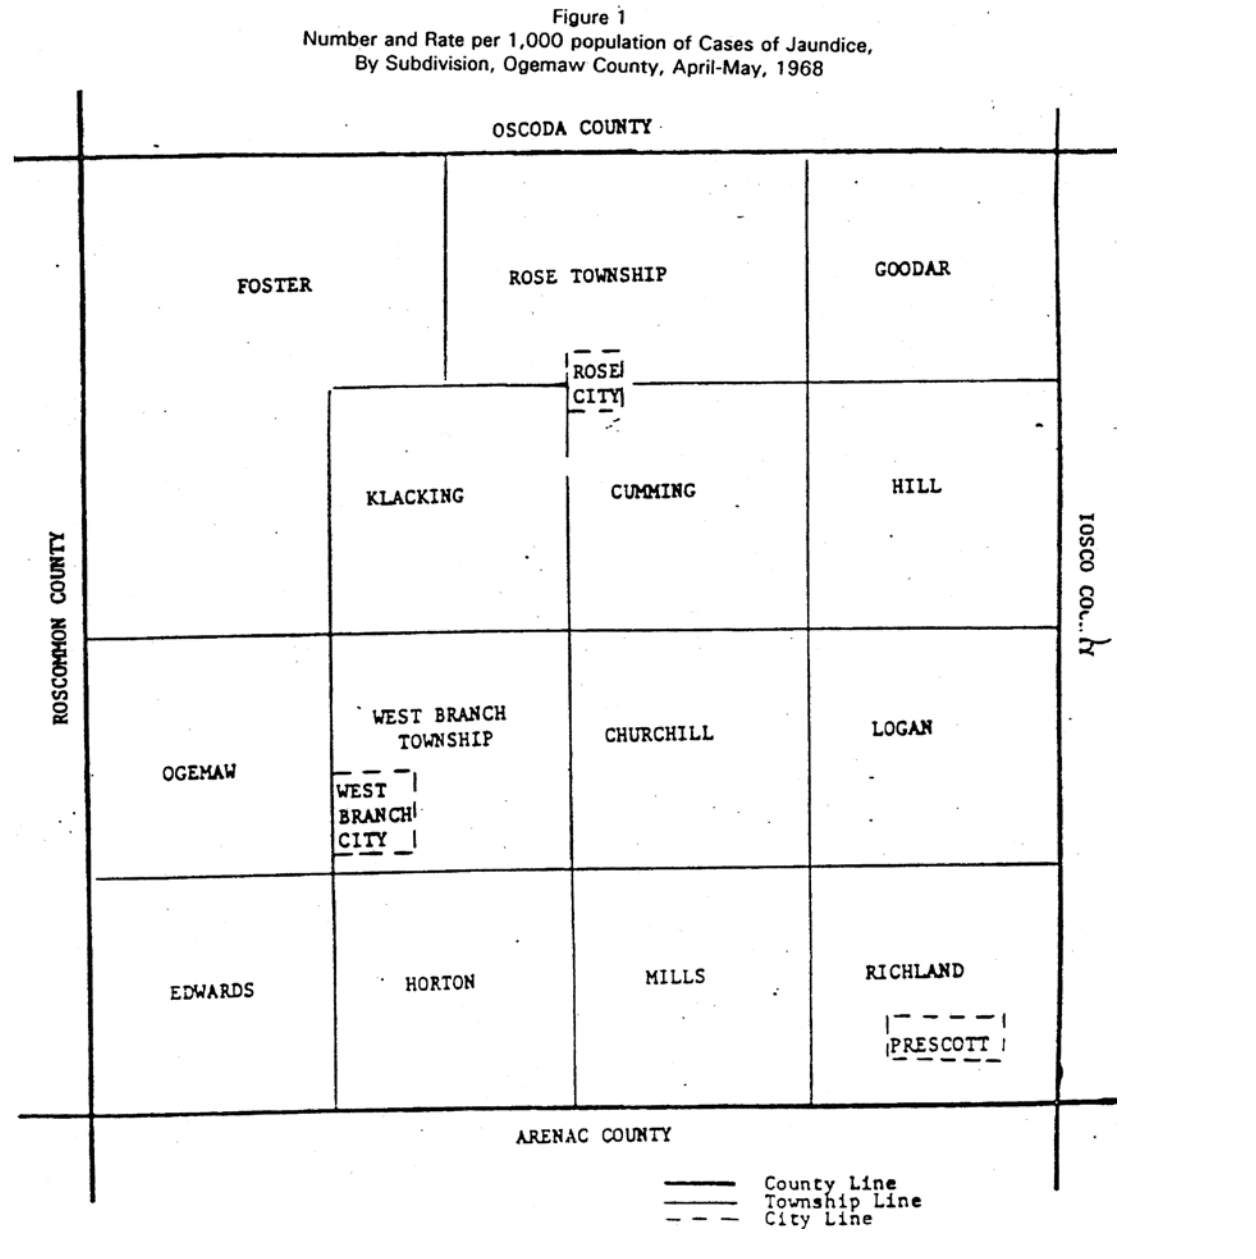 Figure 1
Number and Rate per 1,000 population of Cases of Jaundice,
By Subdivision, Ogemaw County, April-May, 1968
OSCODA COUNTY
FOSTER
ROSE TOWNSHIP
GOODAR
ROSE
CITY
KLACKING
CUMMING
HILL
ROSCOMMON COUNTY
IOSCO
WEST BRANCH
TOWNSHIP
CHURCHILL
LOGAN
OGEMAW
WEST
BRANCH
CITY
EDWARDS
HORTON
MILLS
RICHLAND
PRESCOTT
ARENAC COUNTY
County Line
Township Line
City Line